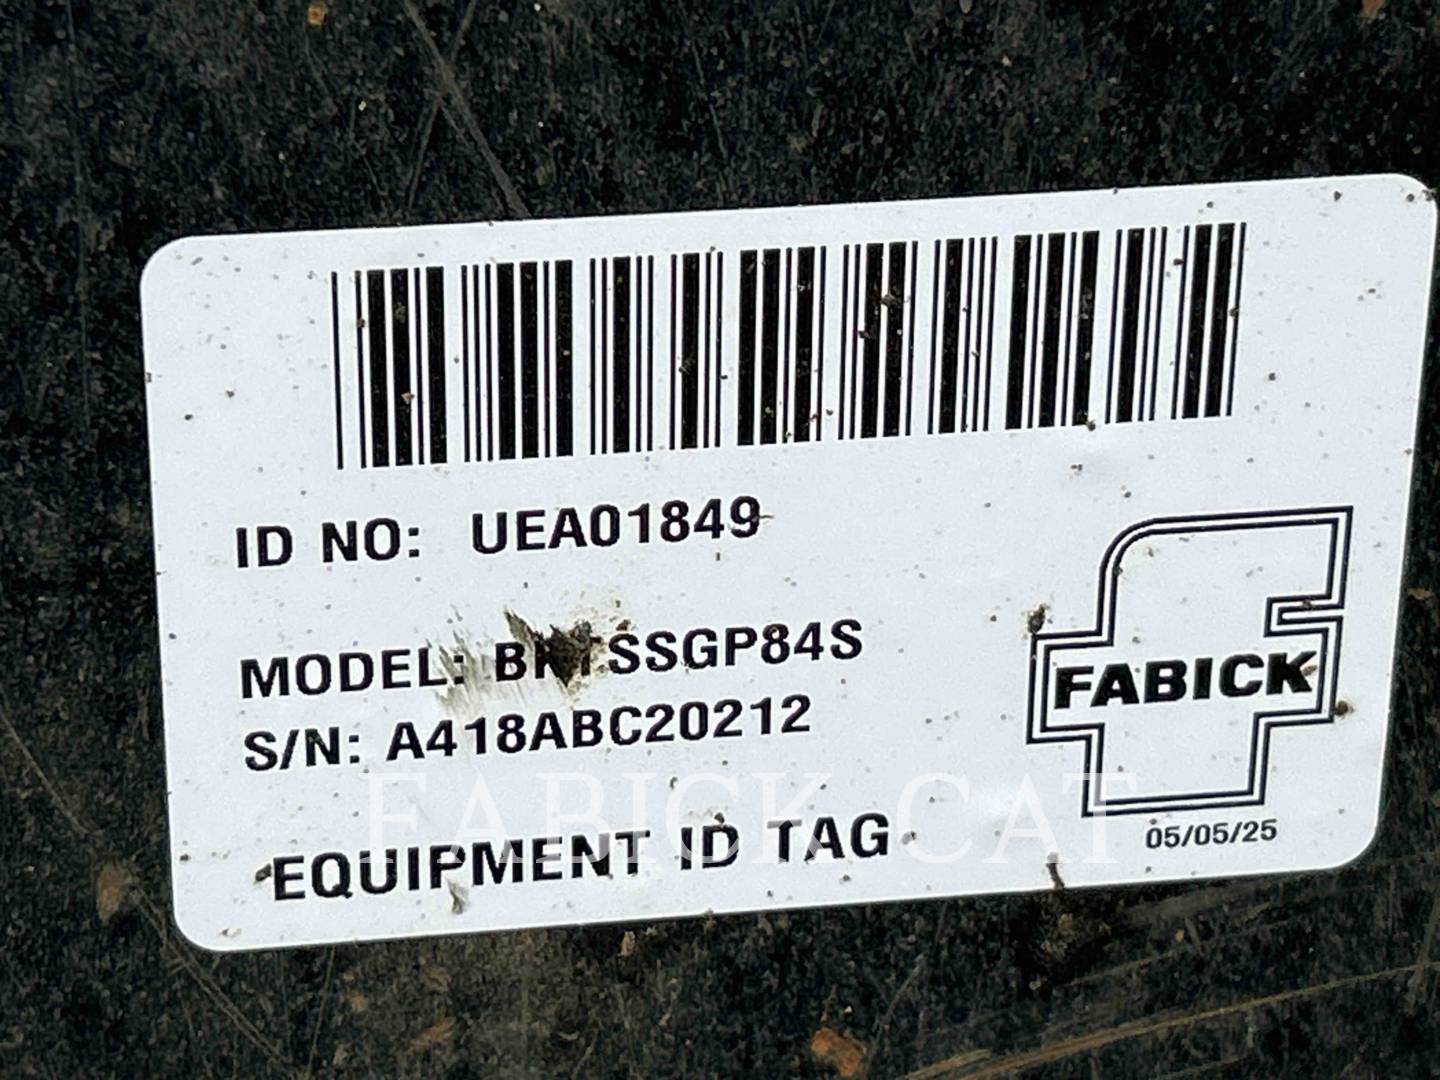 ID NO: UEA01849
MODEL:
S/N: A418ABC20212
FABICK
FABICK CAT
EQUIPMENT ID TAG
05/05/25